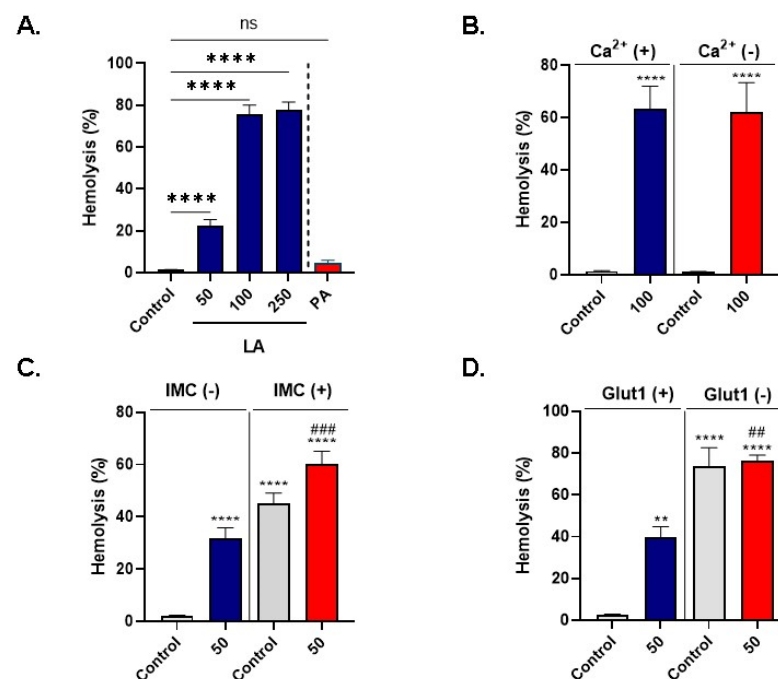 A.
ns
****
****
****
Hemolysis (%)
100
80
60
40
20
0
Control
50
100
250
PA
LA
B.
Ca2+ (+)
Ca2+ (-)
****
****
Hemolysis (%)
80
60
40
20
0
Control
100
Control
100
C.
IMC (-)
IMC (+)
###
****
****
****
Hemolysis (%)
80
60
40
20
0
Control
50
Control
50
D.
Glut1 (+)
Glut1 (-)
##
****
****
**
Hemolysis (%)
100
80
60
40
20
0
Control
50
Control
50